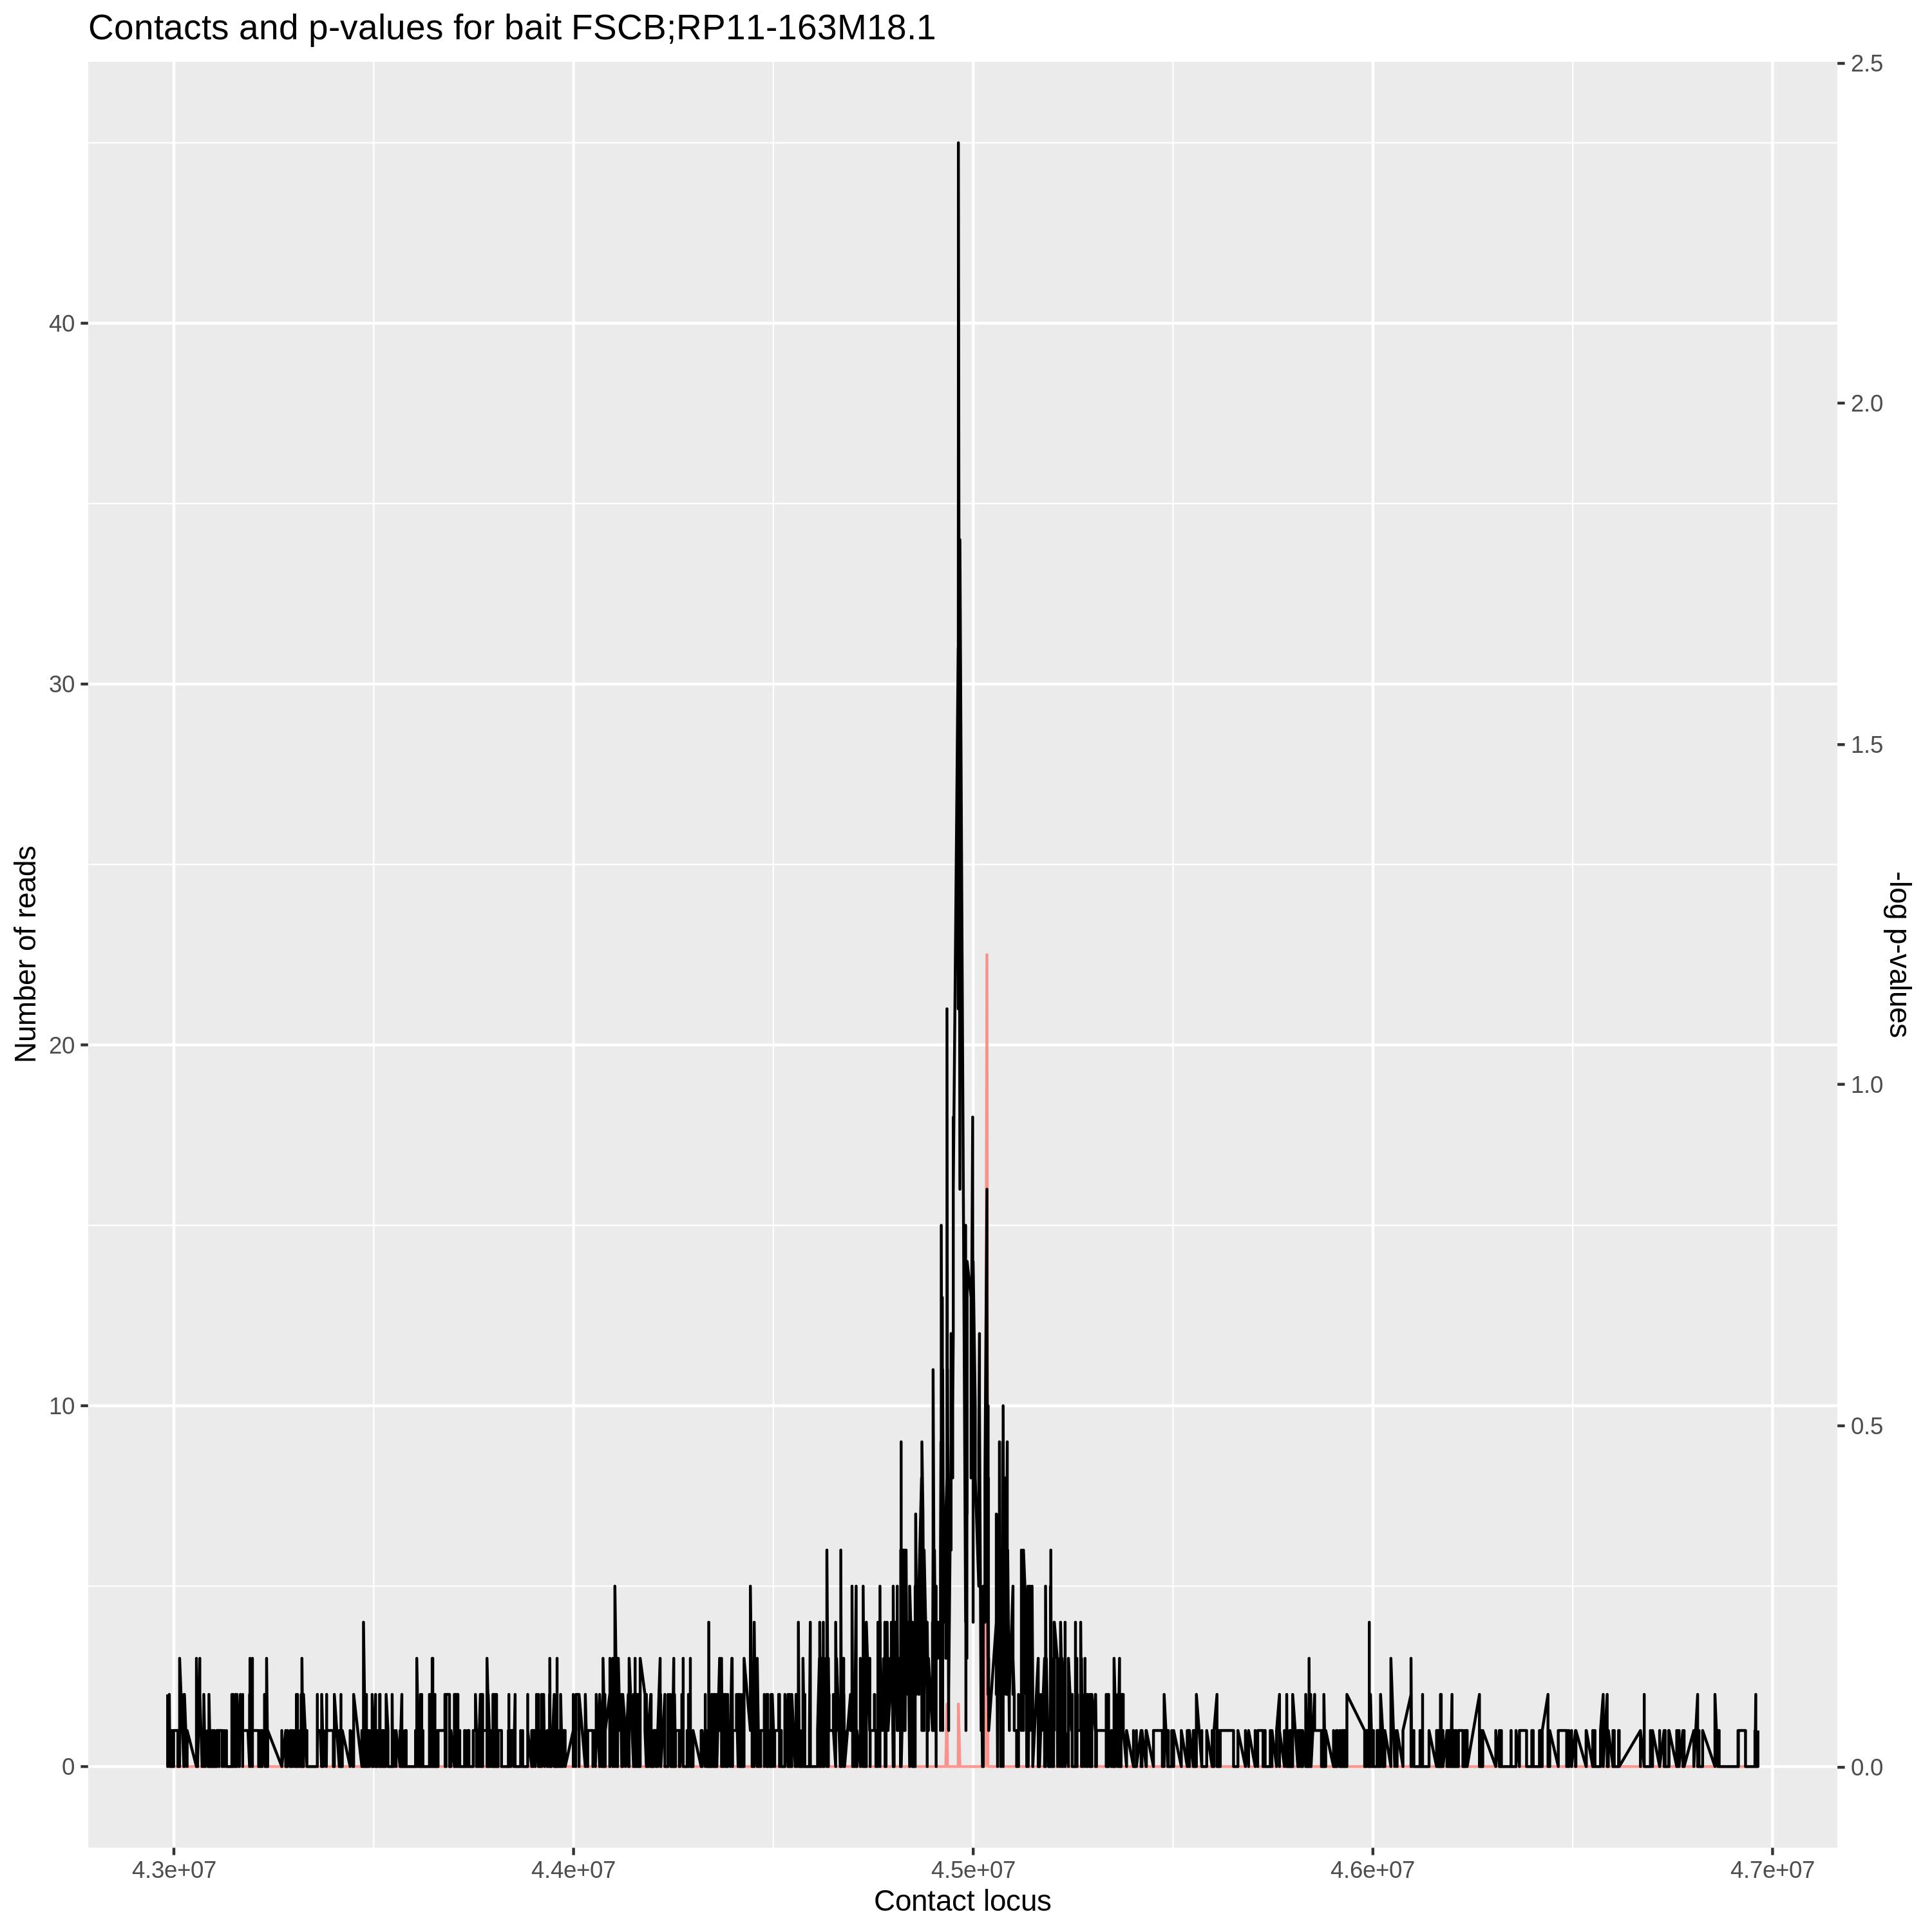 Contacts and p-values for bait FSCB;RP11-163M18.1
2.5
40
2.0
30
1.5
Number of reads
-log p-values
20
1.0
10
0.5
0
0.0
4.3e+07
4.4e+07
4.5e+07
4.6e+07
4.7e+07
Contact locus